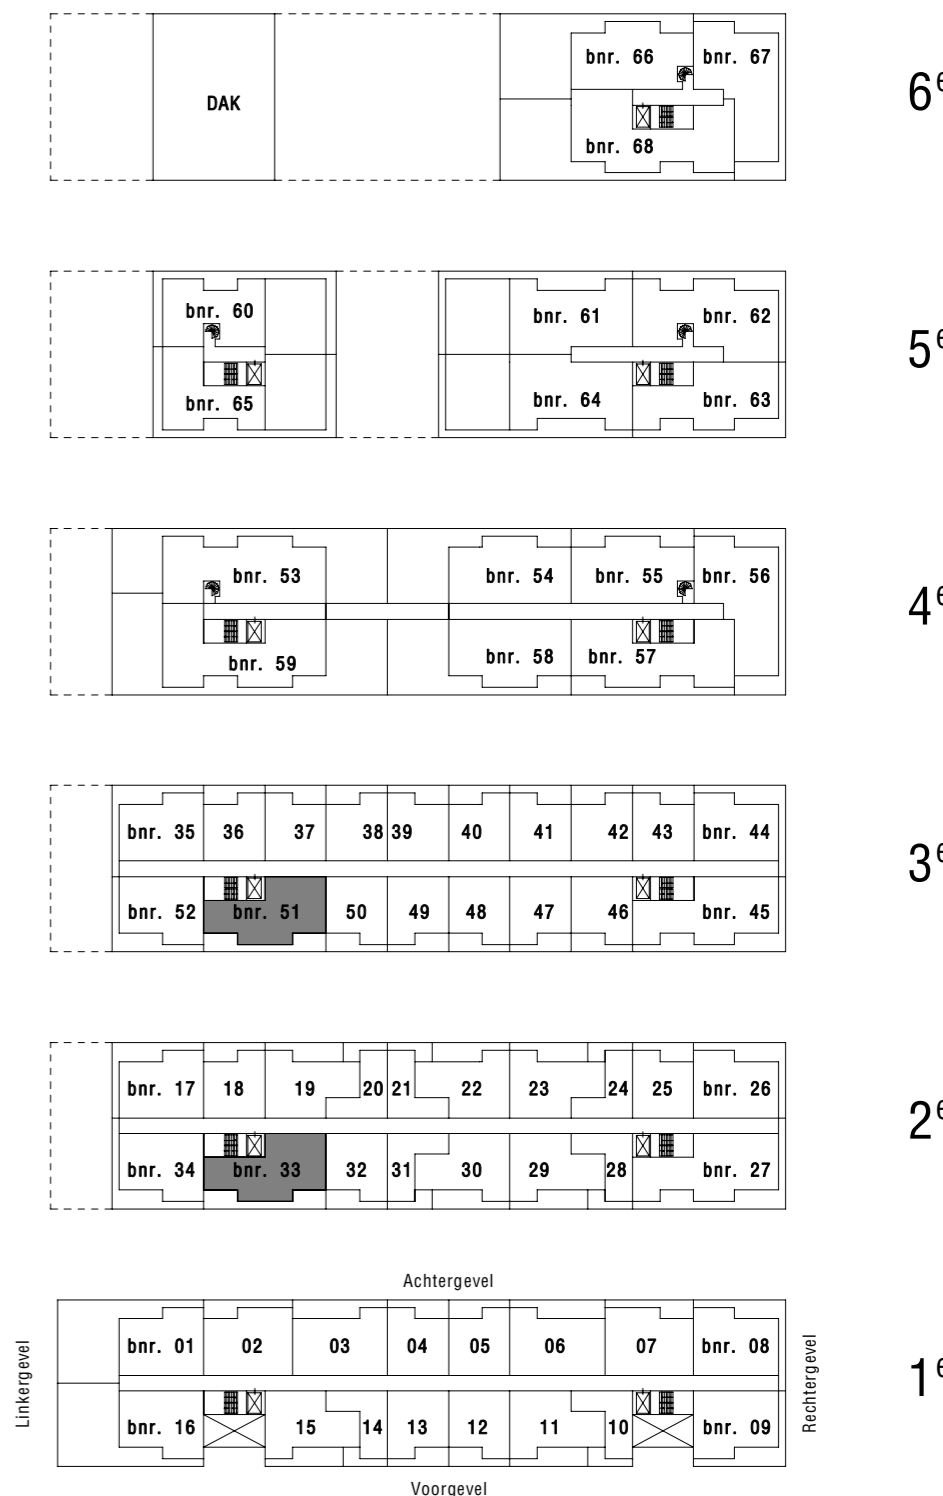 bnr. 66 bnr. 67
6e
DAK
bnr. 68
bnr. 60 bnr. 61 bnr. 62
5e
bnr. 65 bnr. 64 bnr. 63
bnr. 53 bnr. 54 bnr. 55 bnr. 56
4e
bnr. 59 bnr. 58 bnr. 57
bnr. 35 36 37 38 39 40 41 42 43 bnr. 44
3e
bnr. 52 bnr. 51 50 49 48 47 46 bnr. 45
bnr. 17 18 19 20 21 22 23 24 25 bnr. 26
2e
bnr. 34 bnr. 33 32 31 30 29 28 bnr. 27
Achtergevel
bnr. 01 02 03 04 05 06 07 bnr. 08
Linkergevel
Rechtergevel
1e
bnr. 16 15 14 13 12 11 10 bnr. 09
Voorgevel